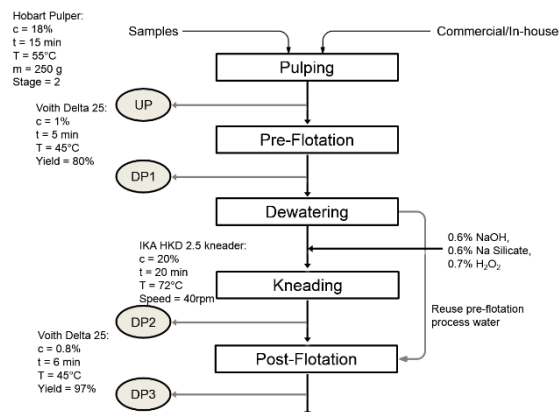 Hobart Pulper:
c = 18%
t = 15 min
T = 55°C
m = 250 g
Stage = 2
Samples
Commercial/In-house
Pulping
UP
Voith Delta 25:
c = 1%
t = 5 min
T = 45°C
Yield = 80%
Pre-Flotation
DP1
Dewatering
0.6% NaOH,
0.6% Na Silicate,
0.7% H₂O₂
IKA HKD 2.5 kneader:
c = 20%
t = 20 min
T = 72°C
Speed = 40rpm
Kneading
Reuse pre-flotation
process water
DP2
Voith Delta 25:
c = 0.8%
t = 6 min
T = 45°C
Yield = 97%
Post-Flotation
DP3